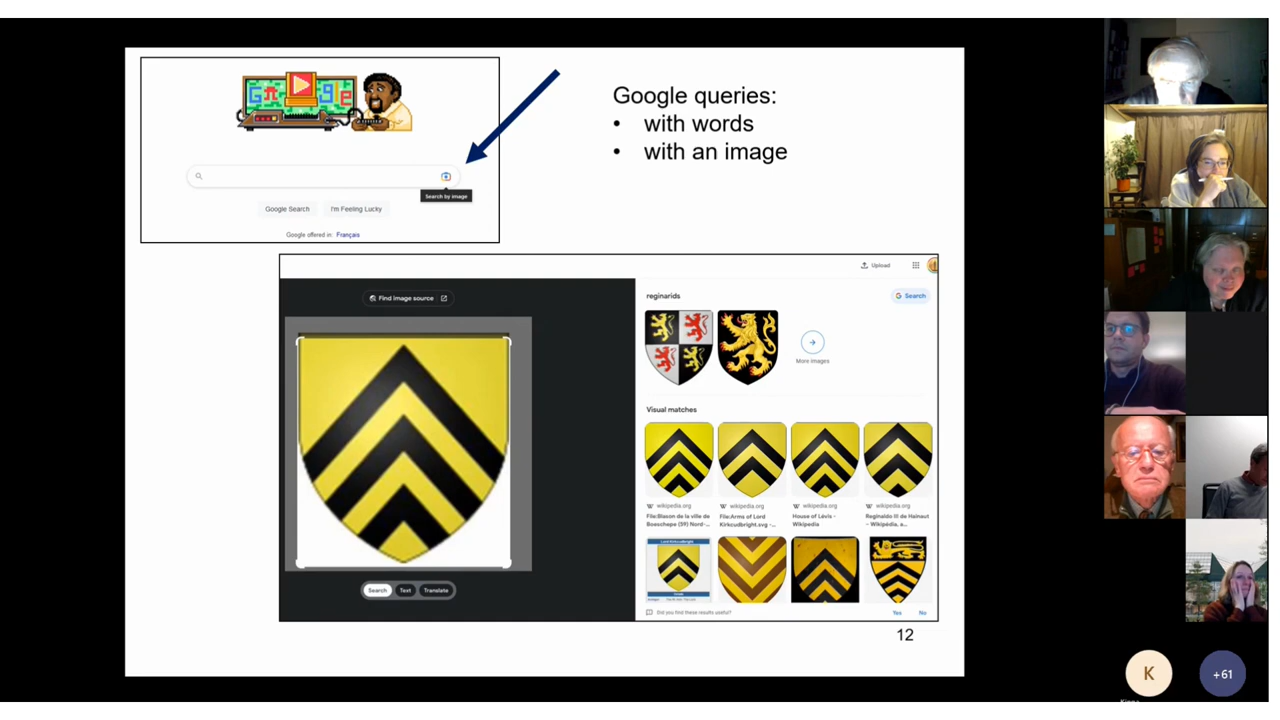 Google queries:
• with words
• with an image
Search by image
Google Search
I'm Feeling Lucky
Google offered in: Français
Upload
Find image source
reginarids
Search
More images
Visual matches
wikipedia.org
File:Blason de la ville de
Boeschepe (59) Nord-...
wikipedia.org
File:Arms of Lord
Kirkcudbright.svg -...
wikipedia.org
House of Lévis -
Wikipedia
wikipedia.org
Reginaldo III de Hainaut
- Wikipédia, a...
Lord Kirkcudbright
Search
Text
Translate
Did you find these results useful?
Yes
No
12
K
+61